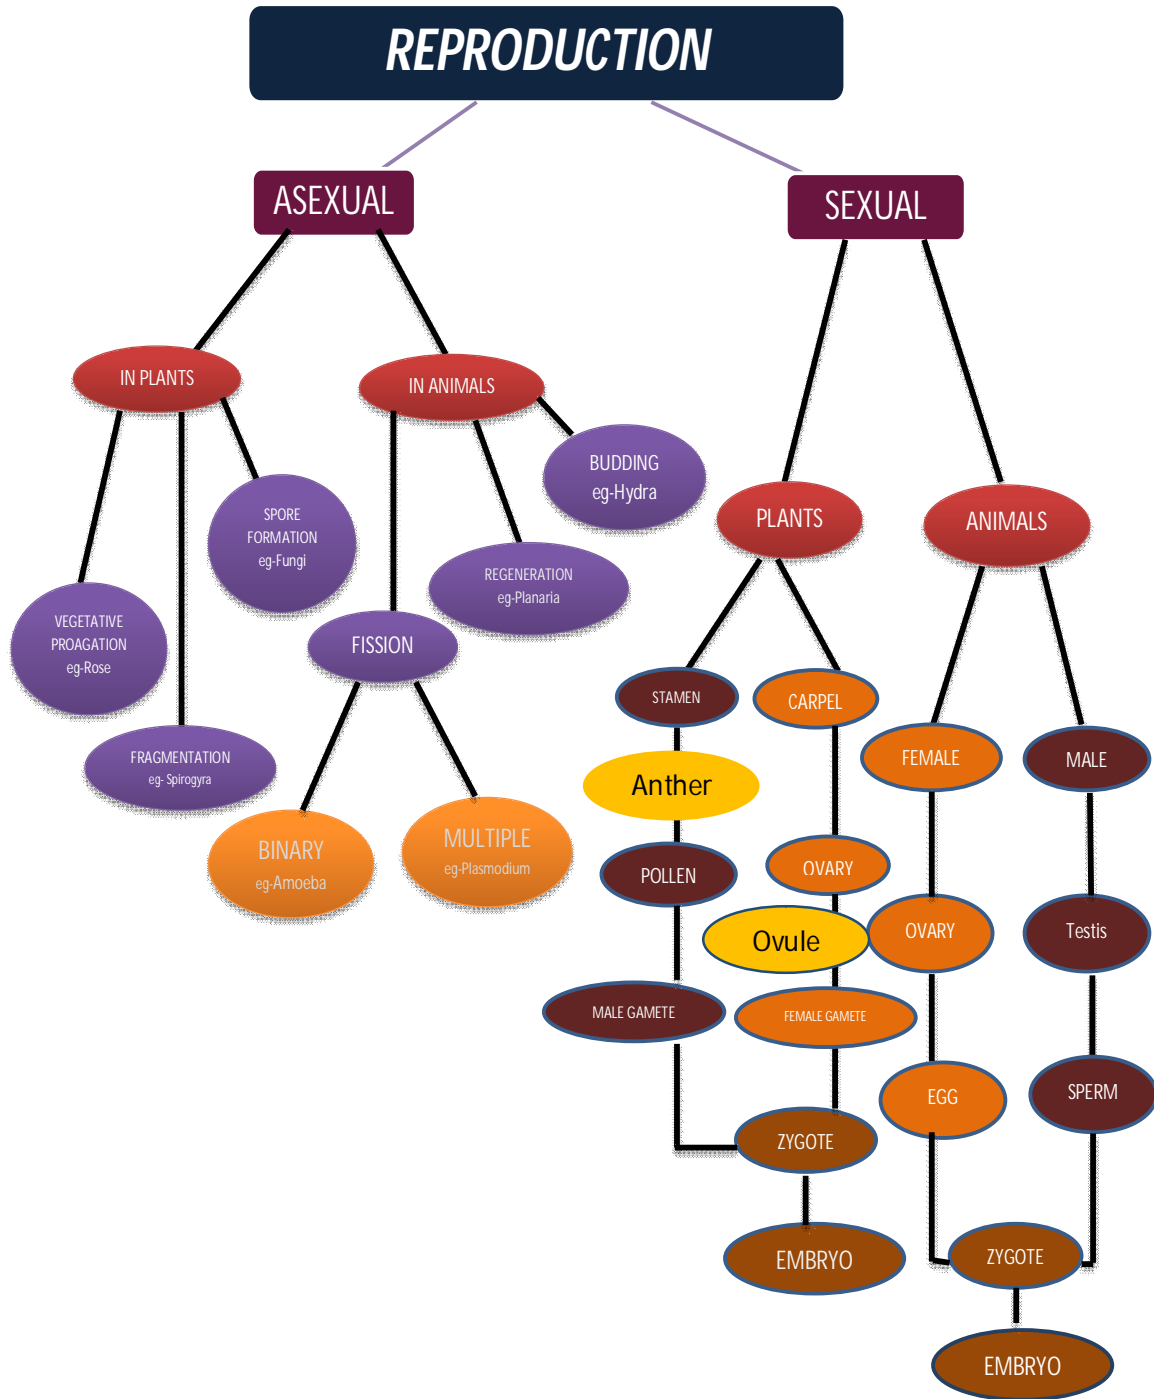 REPRODUCTION
ASEXUAL
SEXUAL
IN PLANTS
IN ANIMALS
BUDDING
eg-Hydra
SPORE
FORMATION
eg-Fungi
PLANTS
ANIMALS
REGENERATION
eg-Planaria
VEGETATIVE
PROAGATION
eg-Rose
FISSION
STAMEN
CARPEL
FRAGMENTATION
eg- Spirogyra
FEMALE
MALE
Anther
BINARY
eg-Amoeba
MULTIPLE
eg-Plasmodium
POLLEN
OVARY
Ovule
OVARY
Testis
MALE GAMETE
FEMALE GAMETE
EGG
SPERM
ZYGOTE
EMBRYO
ZYGOTE
EMBRYO